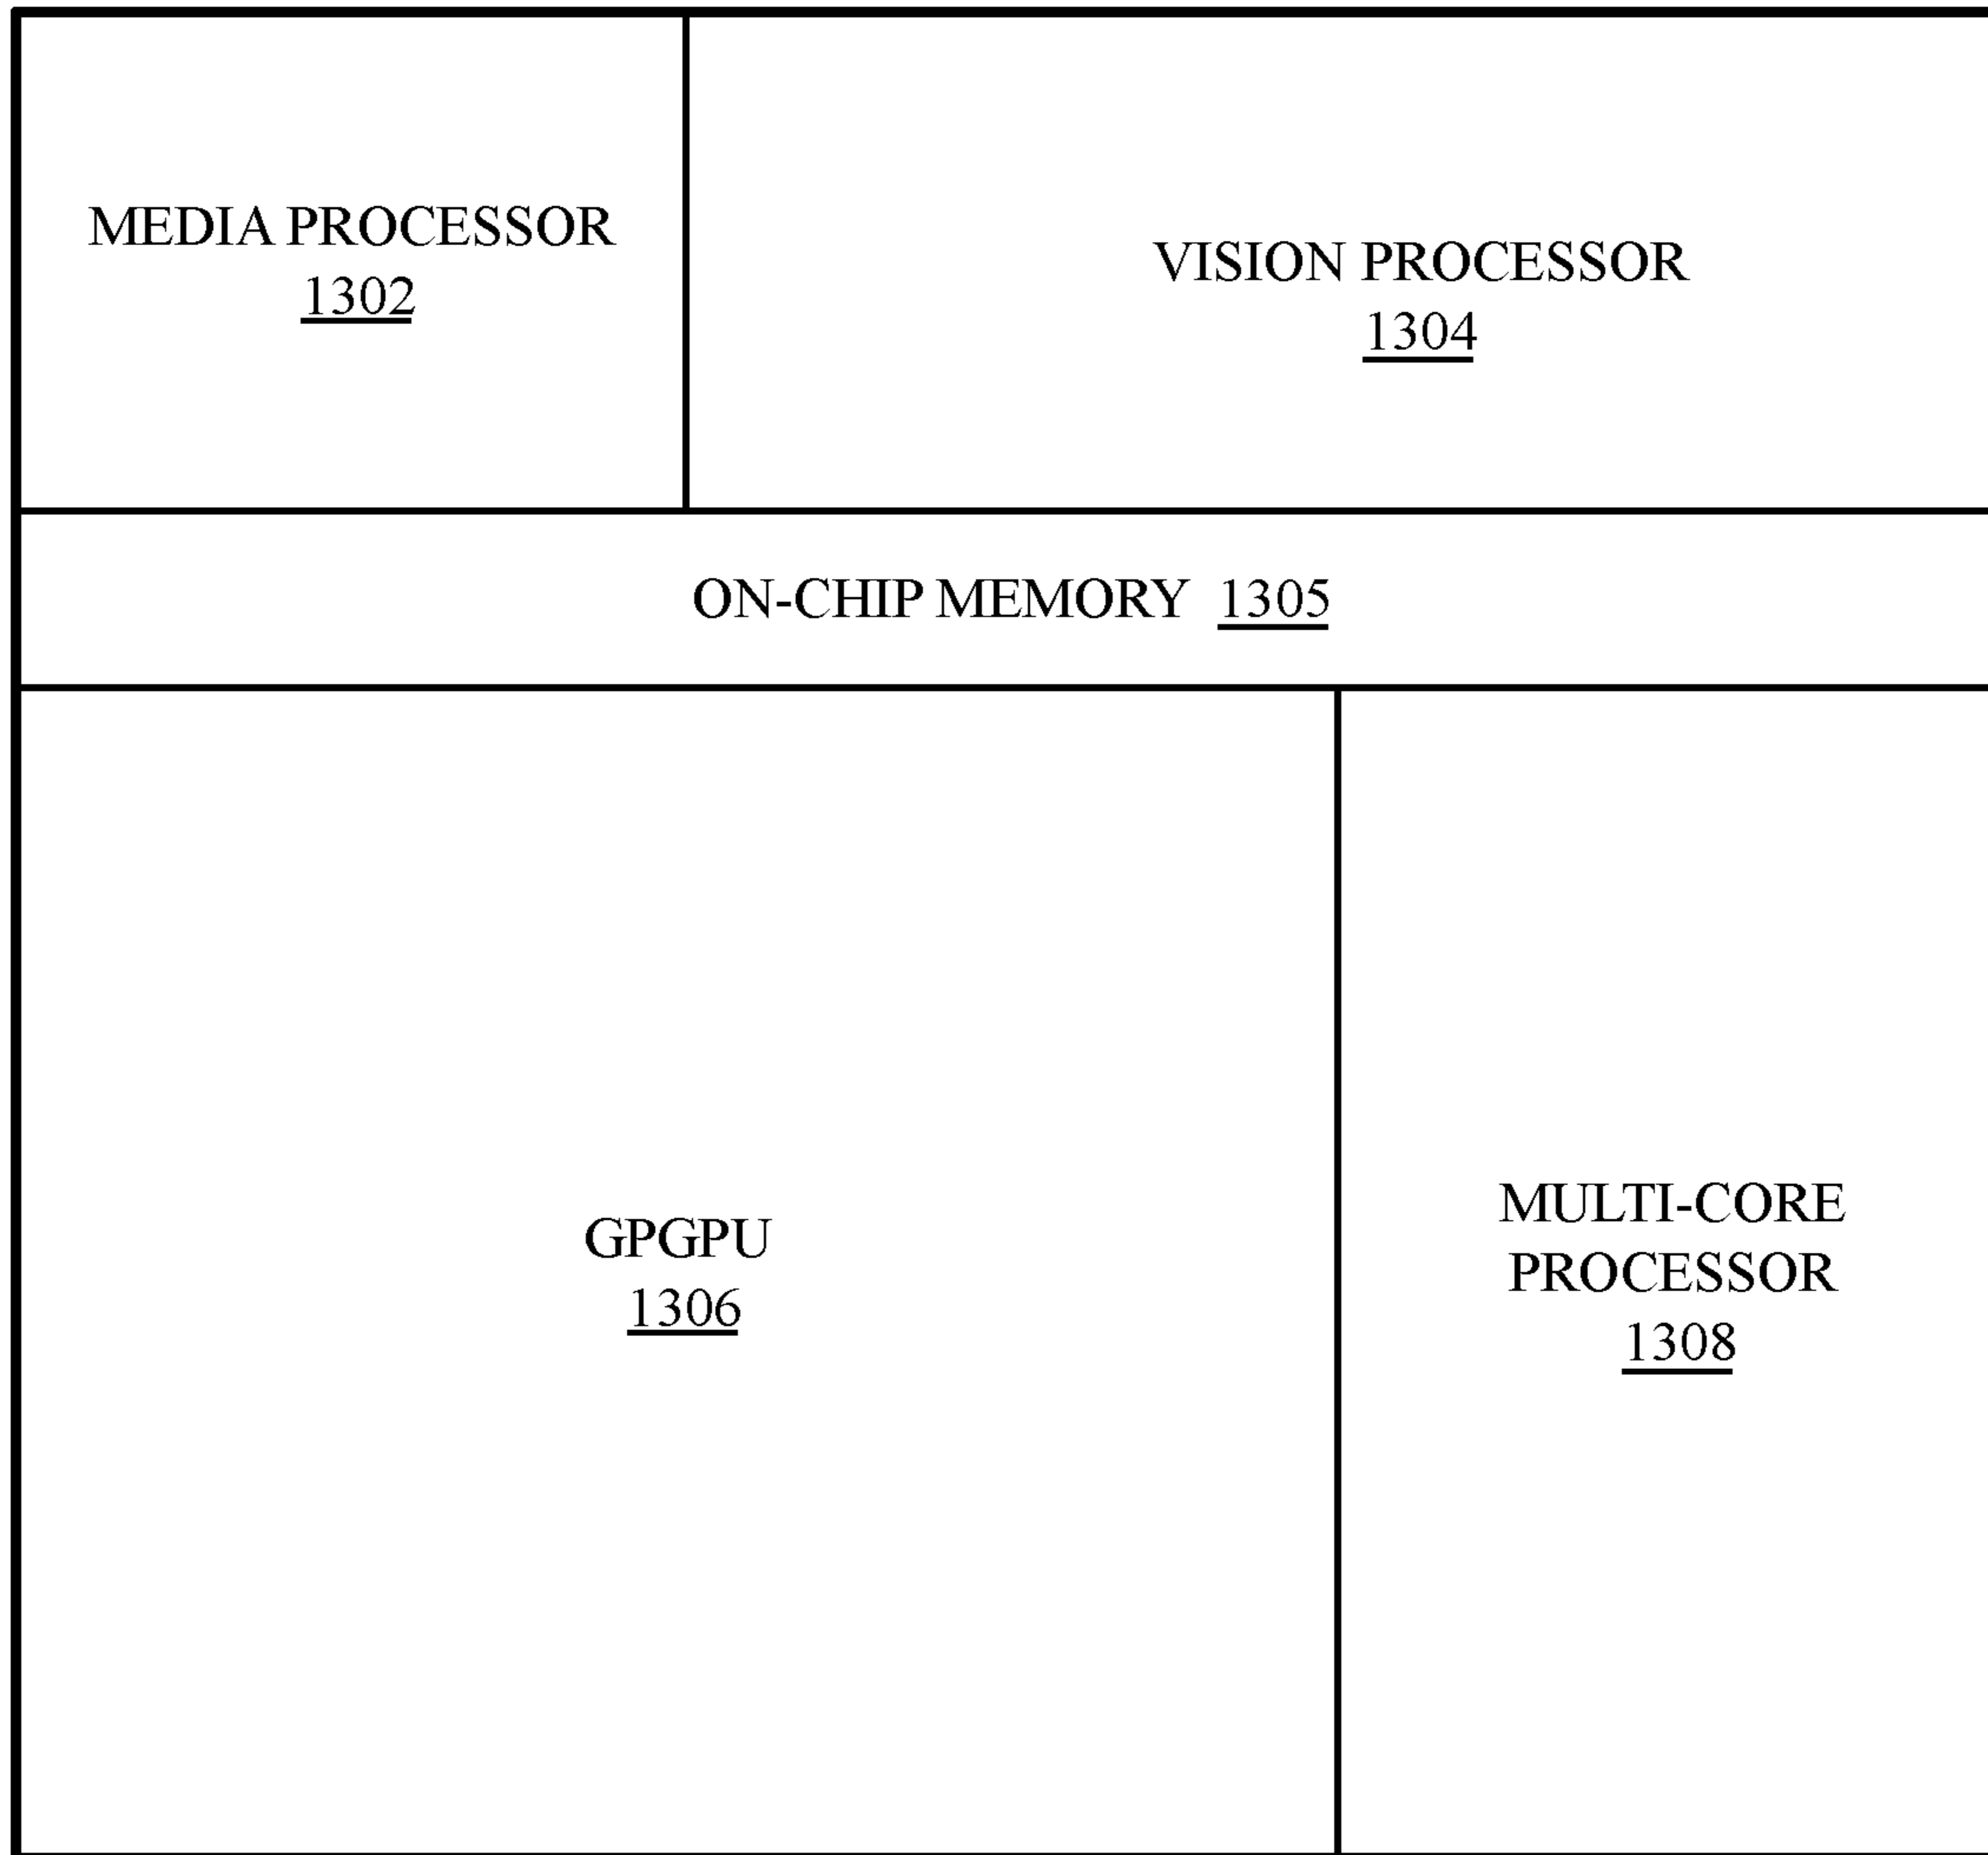 MEDIA PROCESSOR
1302
VISION PROCESSOR
1304
ON-CHIP MEMORY 1305
GPGPU
1306
MULTI-CORE
PROCESSOR
1308